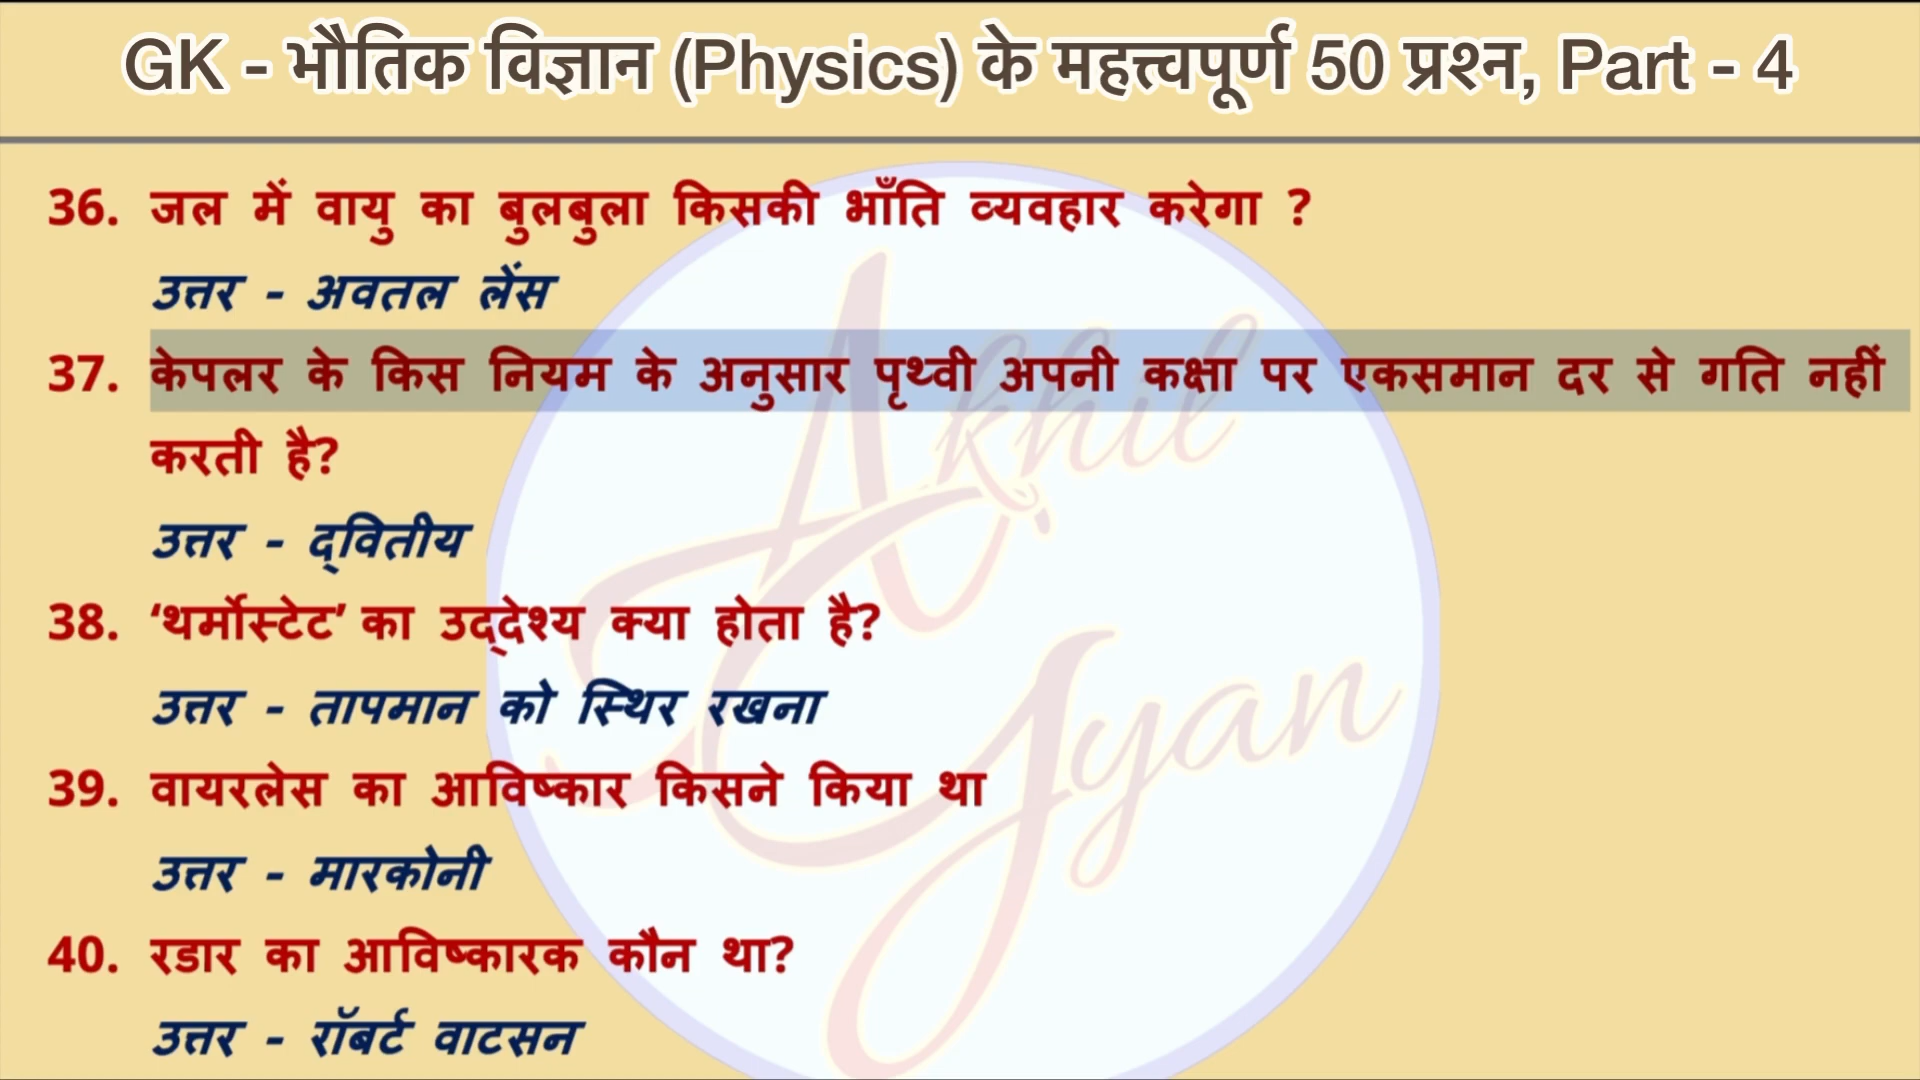 GK - भौतिक विज्ञान (Physics) के महत्त्वपूर्ण 50 प्रश्न, Part - 4
36. जल में वायु का बुलबुला किसकी भाँति व्यवहार करेगा ?
उत्तर - अवतल लेंस
37. केपलर के किस नियम के अनुसार पृथ्वी अपनी कक्षा पर एकसमान दर से गति नहीं
करती है?
उत्तर - द्वितीय
38. ‘थर्मोस्टेट’ का उद्देश्य क्या होता है?
उत्तर - तापमान को स्थिर रखना
39. वायरलेस का आविष्कार किसने किया था
उत्तर - मारकोनी
40. रडार का आविष्कारक कौन था?
उत्तर - रॉबर्ट वाटसन
Akhil
Gyan